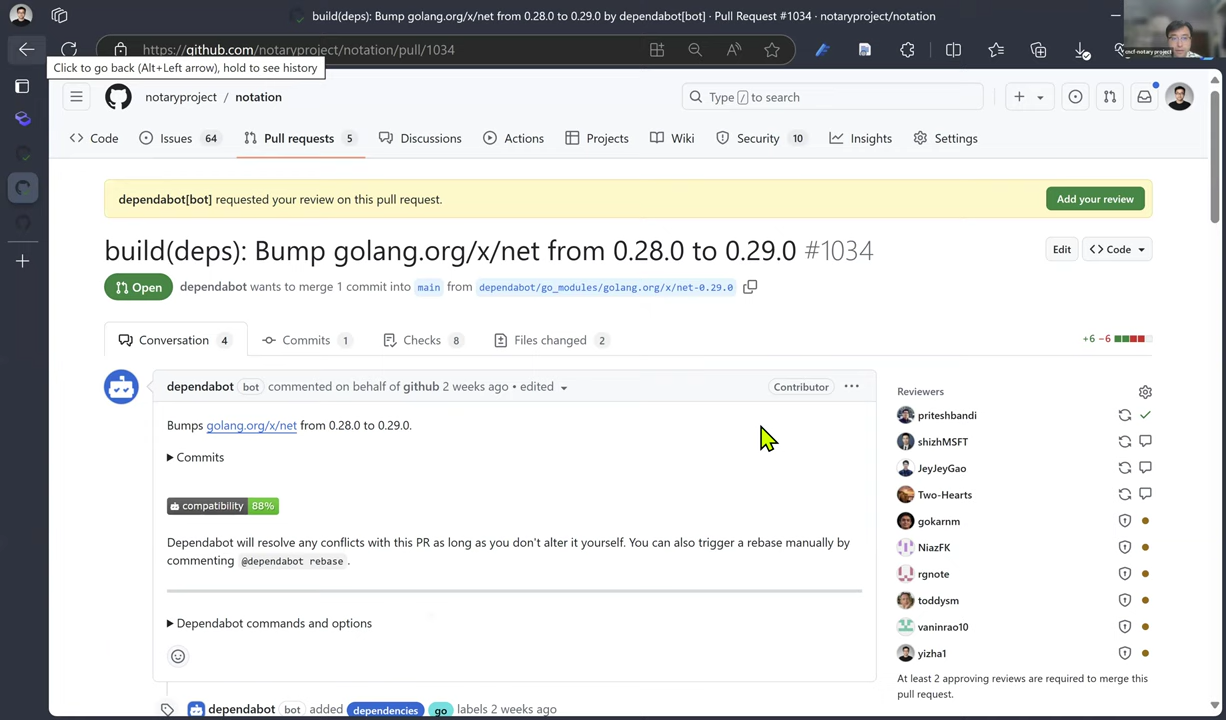 build(deps): Bump golang.org/x/net from 0.28.0 to 0.29.0 by dependabot[bot] · Pull Request #1034 · notaryproject/notation
https://github.com/notaryproject/notation/pull/1034
cncf-notary project
Click to go back (Alt+Left arrow), hold to see history
notaryproject / notation
Type / to search
Code Issues 64 Pull requests 5 Discussions Actions Projects Wiki Security 10 Insights Settings
dependabot[bot] requested your review on this pull request.
Add your review
build(deps): Bump golang.org/x/net from 0.28.0 to 0.29.0 #1034
Edit <> Code
Open dependabot wants to merge 1 commit into main from dependabot/go_modules/golang.org/x/net-0.29.0
Conversation 4 Commits 1 Checks 8 Files changed 2
+6 −6
dependabot bot commented on behalf of github 2 weeks ago • edited
Contributor
Bumps golang.org/x/net from 0.28.0 to 0.29.0.
Commits
compatibility 88%
Dependabot will resolve any conflicts with this PR as long as you don't alter it yourself. You can also trigger a rebase manually by
commenting @dependabot rebase .
Dependabot commands and options
dependabot bot added dependencies go labels 2 weeks ago
Reviewers
priteshbandi
shizhMSFT
JeyJeyGao
Two-Hearts
gokarnm
NiazFK
rgnote
toddysm
vaninrao10
yizha1
At least 2 approving reviews are required to merge this
pull request.